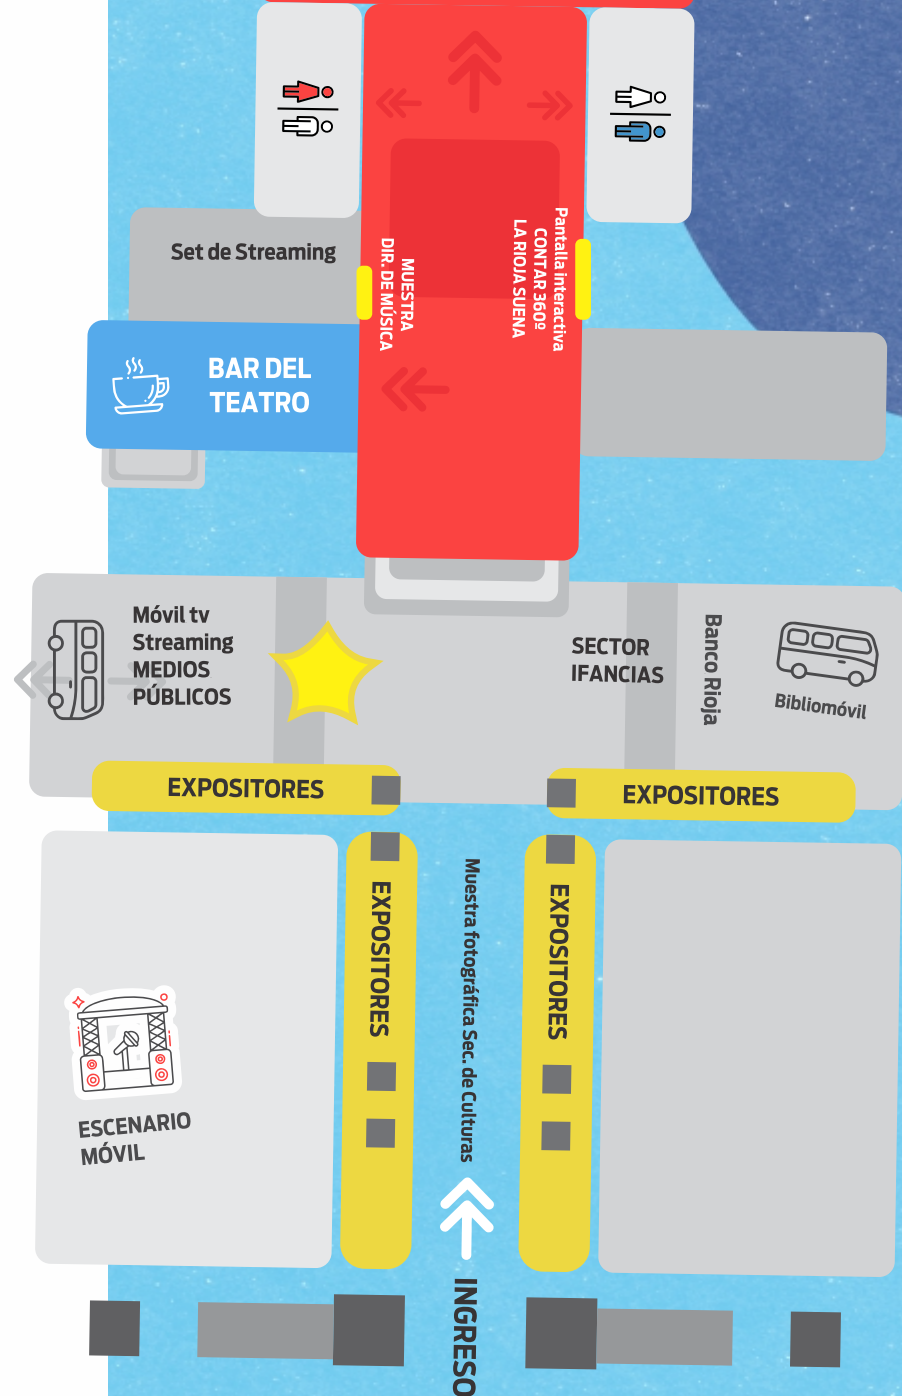 Set de Streaming
MUESTRA
DIR. DE MÚSICA
Pantalla interactiva
CONTAR 360º
LA RIOJA SUENA
BAR DEL
TEATRO
Móvil tv
Streaming
MEDIOS
PÚBLICOS
SECTOR
IFANCIAS
Banco Rioja
Bibliomóvil
EXPOSITORES
EXPOSITORES
EXPOSITORES
Muestra fotográfica Sec. de Culturas
EXPOSITORES
ESCENARIO
MÓVIL
INGRESO